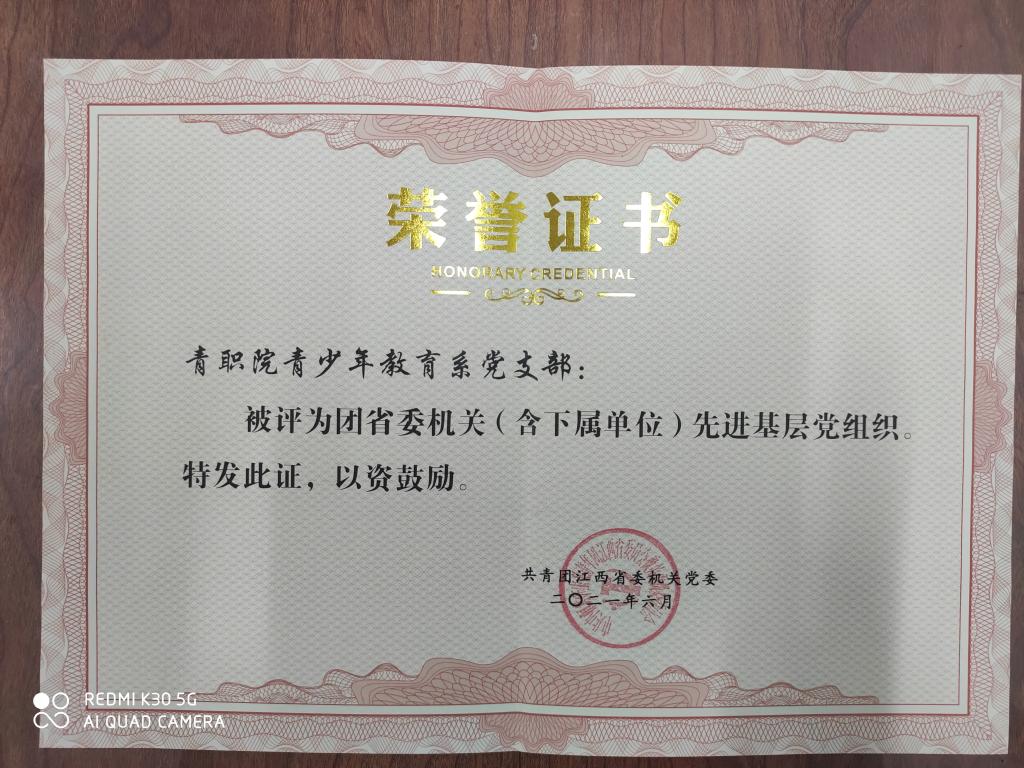 荣誉证书
HONORARY CREDENTIAL
青职院青少年教育系党支部：
被评为团省委机关（含下属单位）先进基层党组织。
特发此证，以资鼓励。
共青团江西省委机关党委
二〇二一年六月
REDMI K30 5G
AI QUAD CAMERA